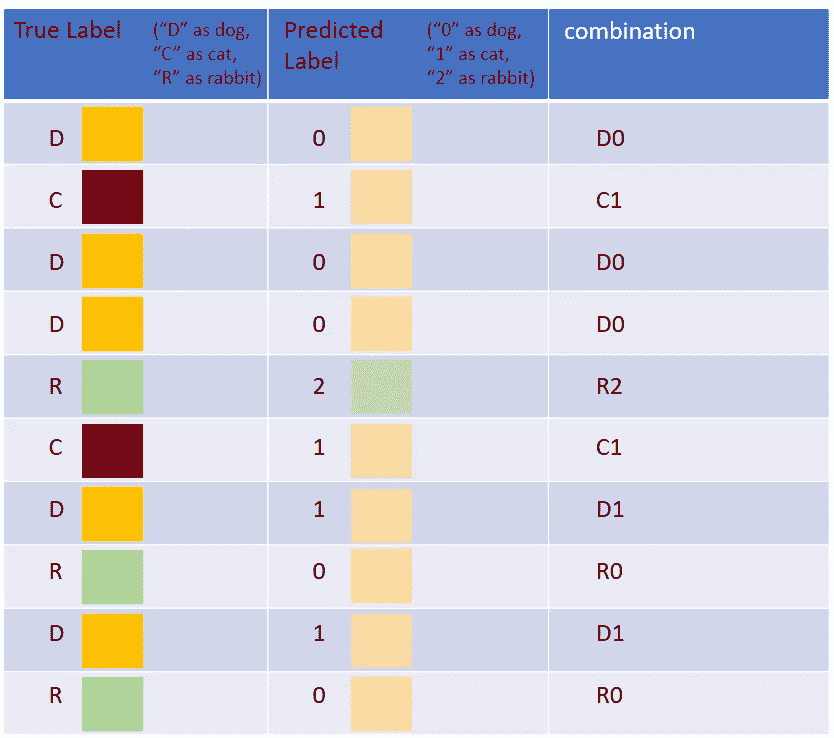 True Label
(“D” as dog,
“C” as cat,
“R” as rabbit)
Predicted
Label
(“0” as dog,
“1” as cat,
“2” as rabbit)
combination
D 0 D0
C 1 C1
D 0 D0
D 0 D0
R 2 R2
C 1 C1
D 1 D1
R 0 R0
D 1 D1
R 0 R0